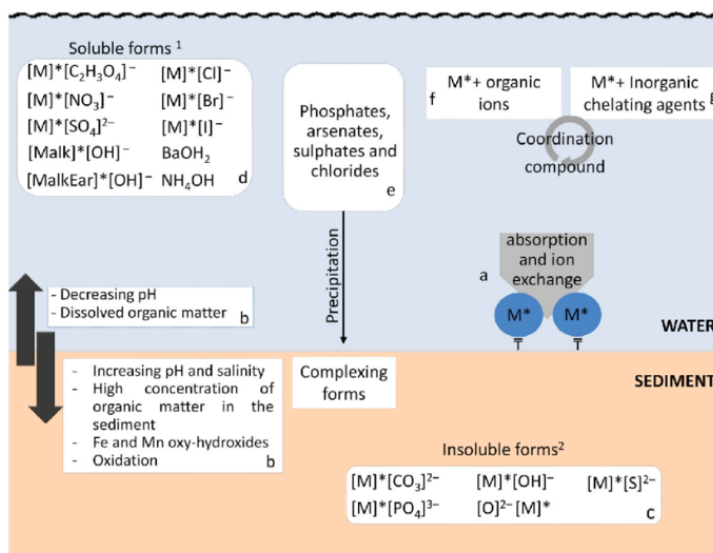 Soluble forms ¹
[M]*[C₂H₃O₄]⁻ [M]*[Cl]⁻
[M]*[NO₃]⁻ [M]*[Br]⁻
[M]*[SO₄]²⁻ [M]*[I]⁻
[Malk]*[OH]⁻ BaOH₂
[MalkEar]*[OH]⁻ NH₄OH
d
Phosphates,
arsenates,
sulphates and
chlorides
e
f
M*+ organic
ions
M*+ Inorganic
chelating agents
g
Coordination
compound
Precipitation
a
absorption
and ion
exchange
M* M*
WATER
- Decreasing pH
- Dissolved organic matter
b
SEDIMENT
- Increasing pH and salinity
- High concentration of
organic matter in the
sediment
- Fe and Mn oxy-hydroxides
- Oxidation
b
Complexing
forms
Insoluble forms²
[M]*[CO₃]²⁻ [M]*[OH]⁻ [M]*[S]²⁻
[M]*[PO₄]³⁻ [O]²⁻ [M]*
c